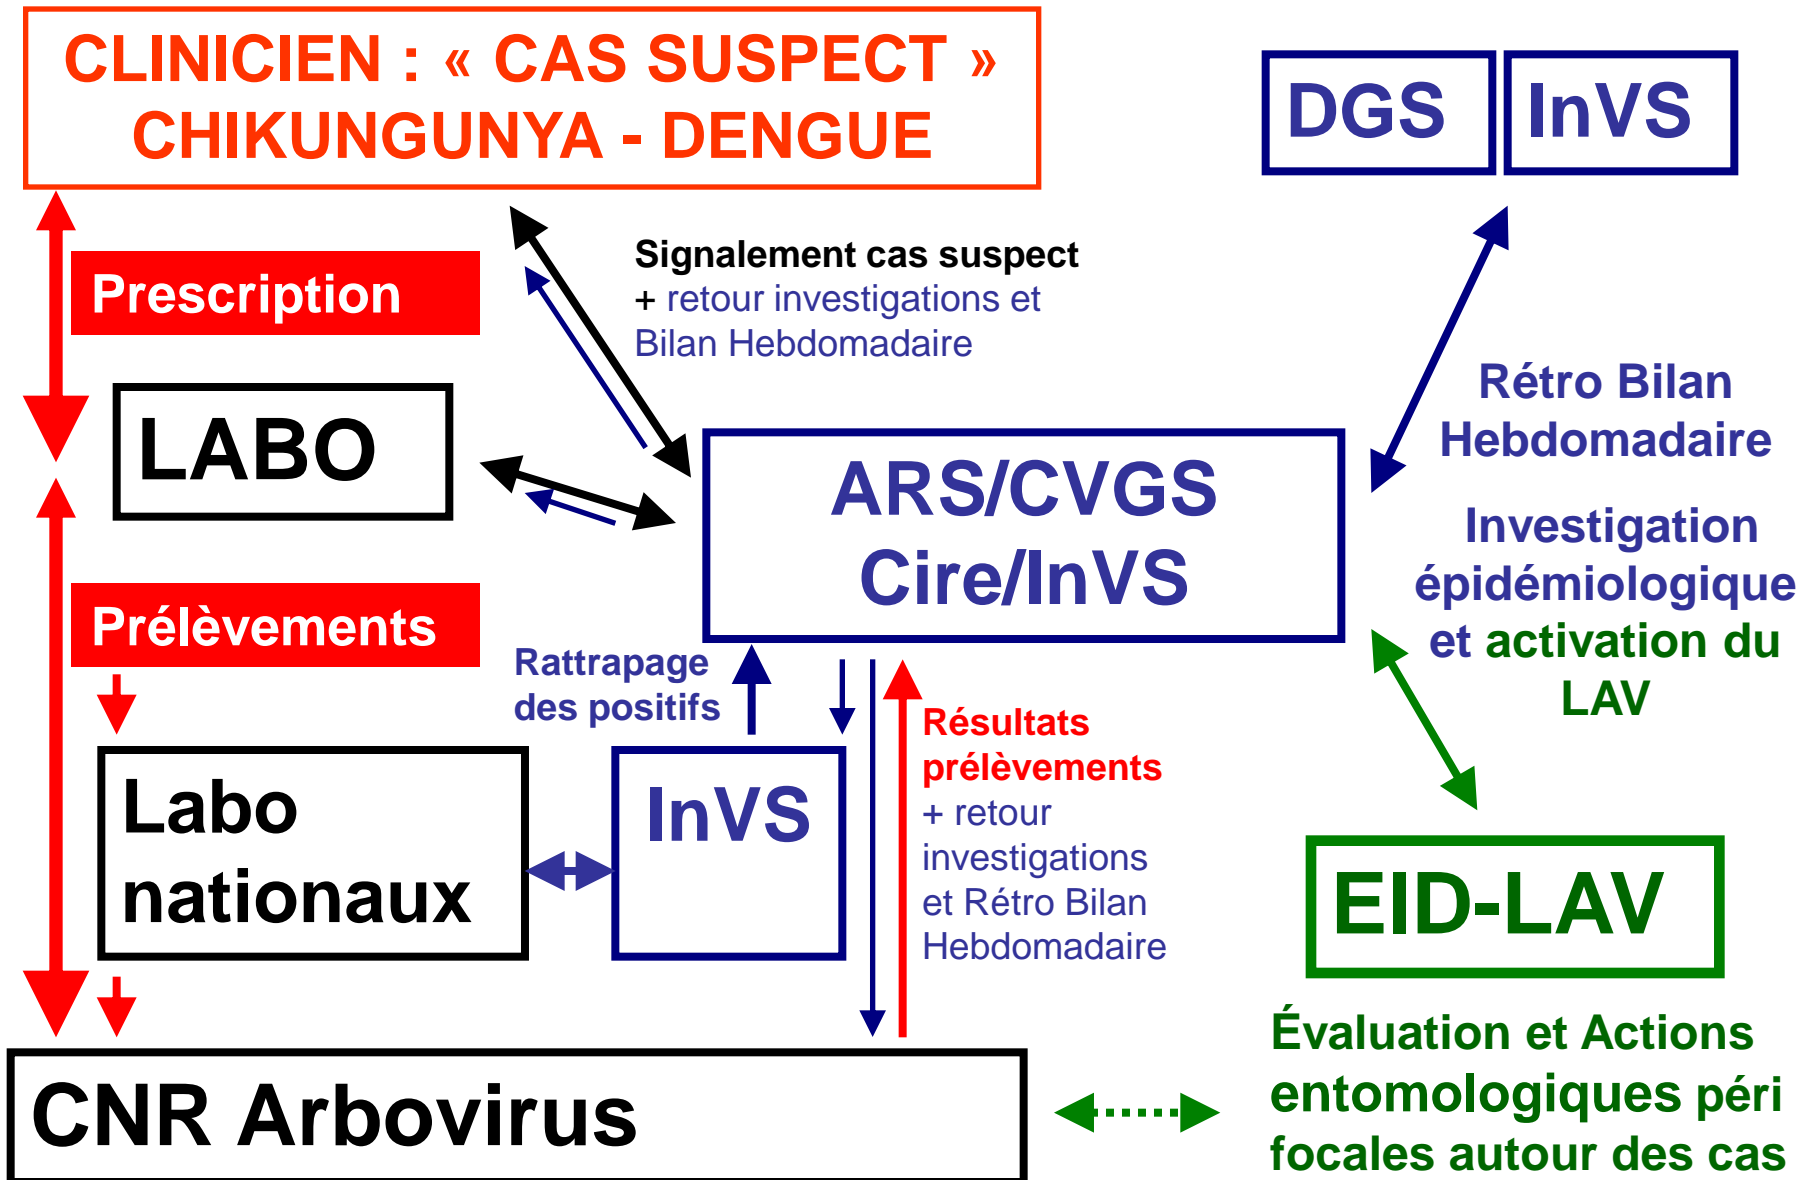 CLINICIEN : « CAS SUSPECT »
CHIKUNGUNYA - DENGUE
DGS
InVS
Prescription
Signalement cas suspect
+ retour investigations et
Bilan Hebdomadaire
LABO
ARS/CVGS
Cire/InVS
Rétro Bilan
Hebdomadaire
Investigation
épidémiologique
et activation du
LAV
Prélèvements
Rattrapage
des positifs
Résultats
prélèvements
+ retour
investigations
et Rétro Bilan
Hebdomadaire
Labo
nationaux
InVS
EID-LAV
CNR Arbovirus
Évaluation et Actions
entomologiques péri
focales autour des cas